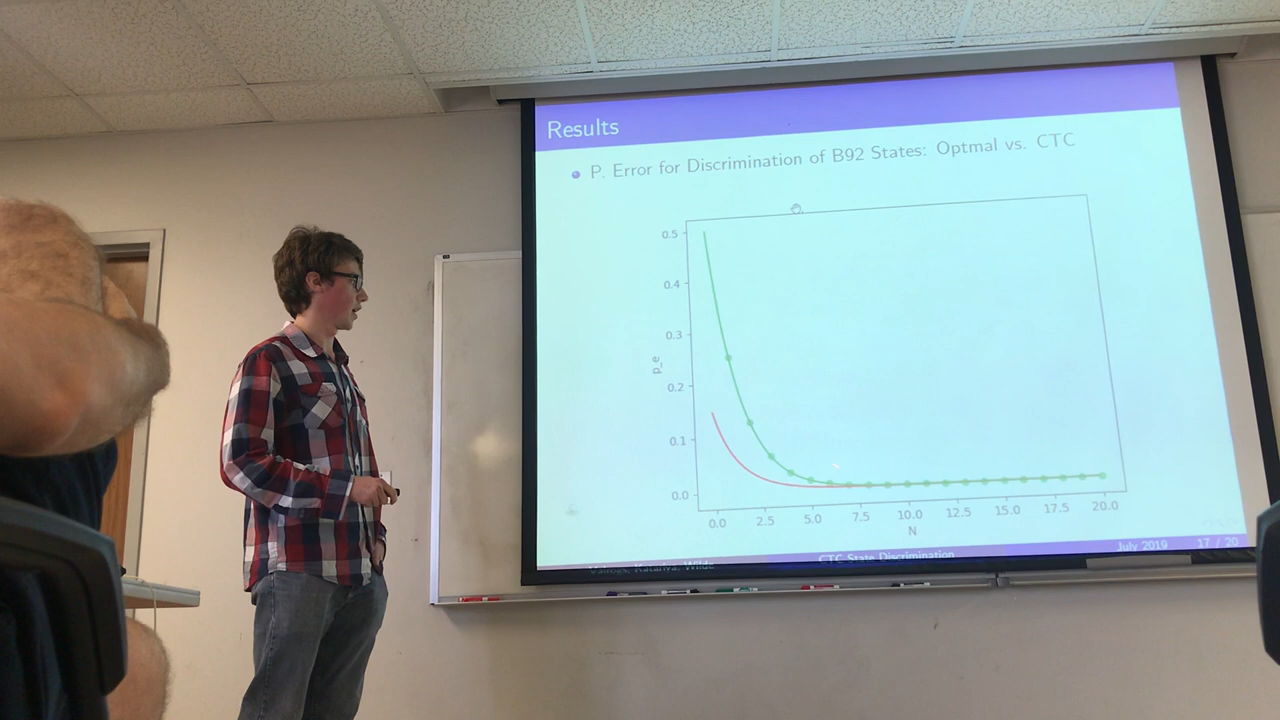 Results
P. Error for Discrimination of B92 States: Optmal vs. CTC
0.5
0.4
0.3
0.2
0.1
0.0
p_e
0.0 2.5 5.0 7.5 10.0 12.5 15.0 17.5 20.0
N
Wilde CTC State Discrimination July 2019 17 / 20